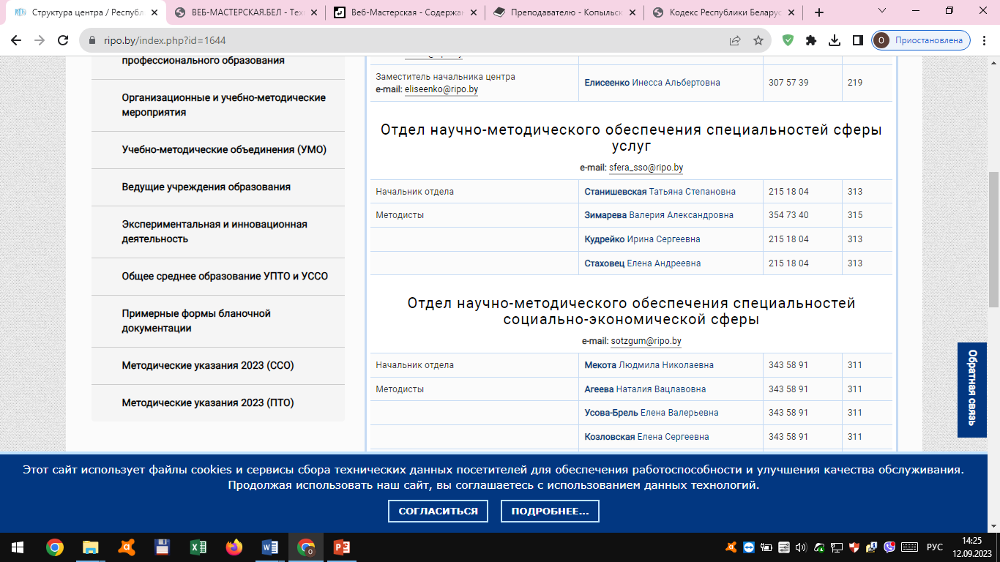 Структура центра / Республ
ВЕБ-МАСТЕРСКАЯ.БЕЛ - Техн
Веб-Мастерская - Содержан
Преподавателю - Копыльск
Кодекс Республики Беларус
ripo.by/index.php?id=1644
О Приостановлена
профессионального образования
Организационные и учебно-методические
мероприятия
Учебно-методические объединения (УМО)
Ведущие учреждения образования
Экспериментальная и инновационная
деятельность
Общее среднее образование УПТО и УССО
Примерные формы бланочной
документации
Методические указания 2023 (ССО)
Методические указания 2023 (ПТО)
Заместитель начальника центра
e-mail: eliseenko@ripo.by
Елисеенко Инесса Альбертовна 307 57 39 219
Отдел научно-методического обеспечения специальностей сферы
услуг
e-mail: sfera_sso@ripo.by
Начальник отдела Станишевская Татьяна Степановна 215 18 04 313
Методисты Зимарева Валерия Александровна 354 73 40 315
Кудрейко Ирина Сергеевна 215 18 04 313
Стаховец Елена Андреевна 215 18 04 313
Отдел научно-методического обеспечения специальностей
социально-экономической сферы
e-mail: sotzgum@ripo.by
Начальник отдела Мекота Людмила Николаевна 343 58 91 311
Методисты Агеева Наталия Вацлавовна 343 58 91 311
Усова-Брель Елена Валерьевна 343 58 91 311
Козловская Елена Сергеевна 343 58 91 311
Обратная связь
Этот сайт использует файлы cookies и сервисы сбора технических данных посетителей для обеспечения работоспособности и улучшения качества обслуживания.
Продолжая использовать наш сайт, вы соглашаетесь с использованием данных технологий.
СОГЛАСИТЬСЯ ПОДРОБНЕЕ...
РУС
14:25
12.09.2023